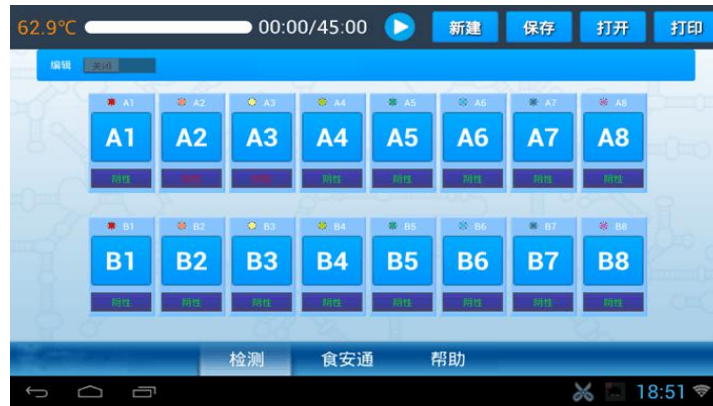 62.9℃ 00:00/45:00 新建 保存 打开 打印
编辑 关闭
A1 A2 A3 A4 A5 A6 A7 A8
A1 A2 A3 A4 A5 A6 A7 A8
阴性 阴性 阴性 阴性 阴性 阴性
B1 B2 B3 B4 B5 B6 B7 B8
B1 B2 B3 B4 B5 B6 B7 B8
阴性 阴性 阴性 阴性 阴性 阴性 阴性 阴性
检测 食安通 帮助
18:51